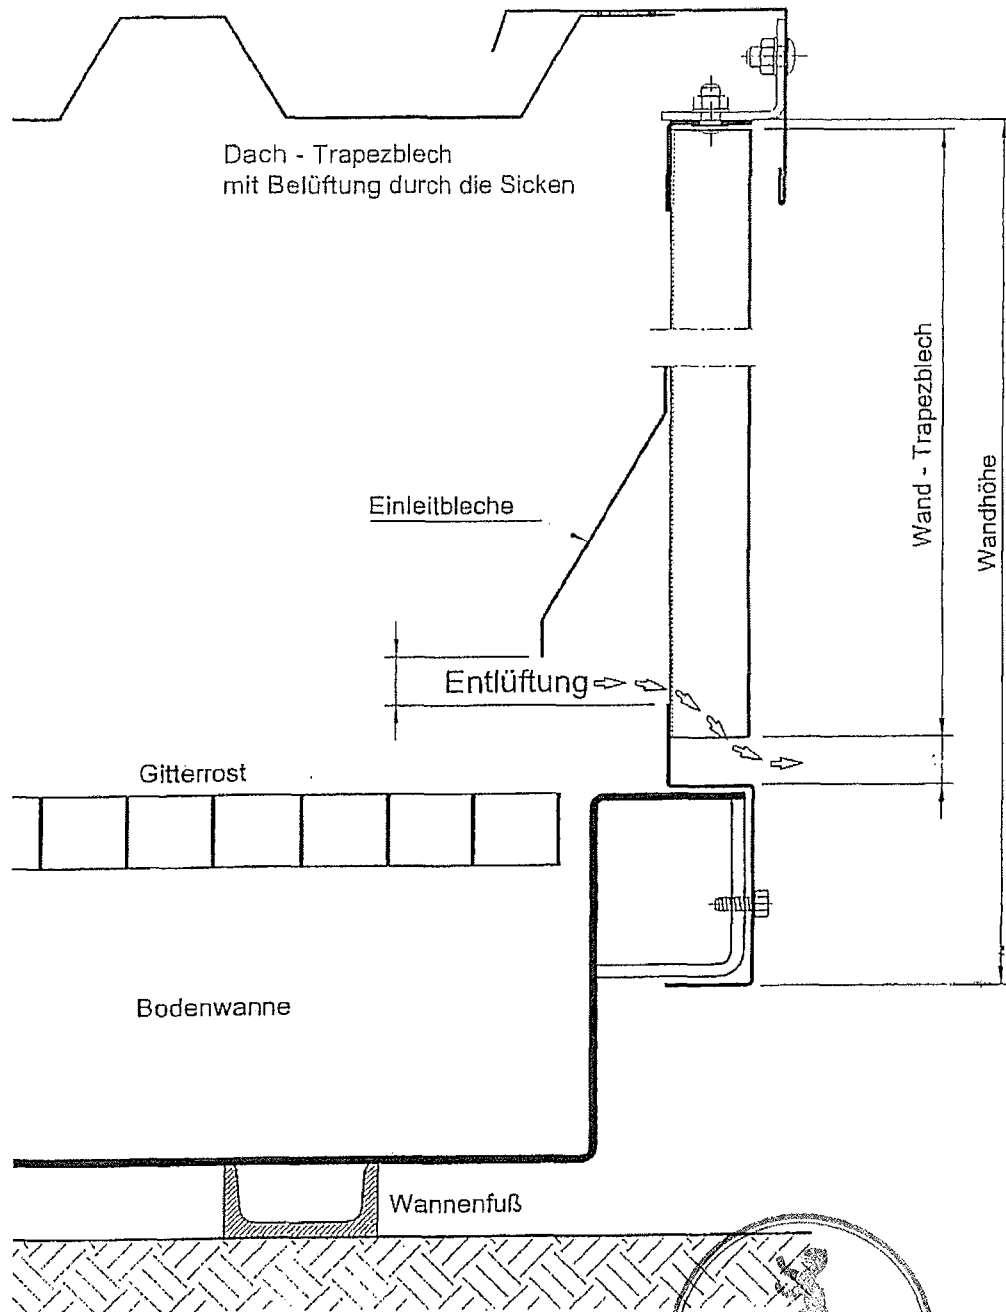 Dach - Trapezblech
mit Belüftung durch die Sicken
Wand - Trapezblech
Wandhöhe
Einleitbleche
Entlüftung
Gitterrost
Bodenwanne
Wannenfuß